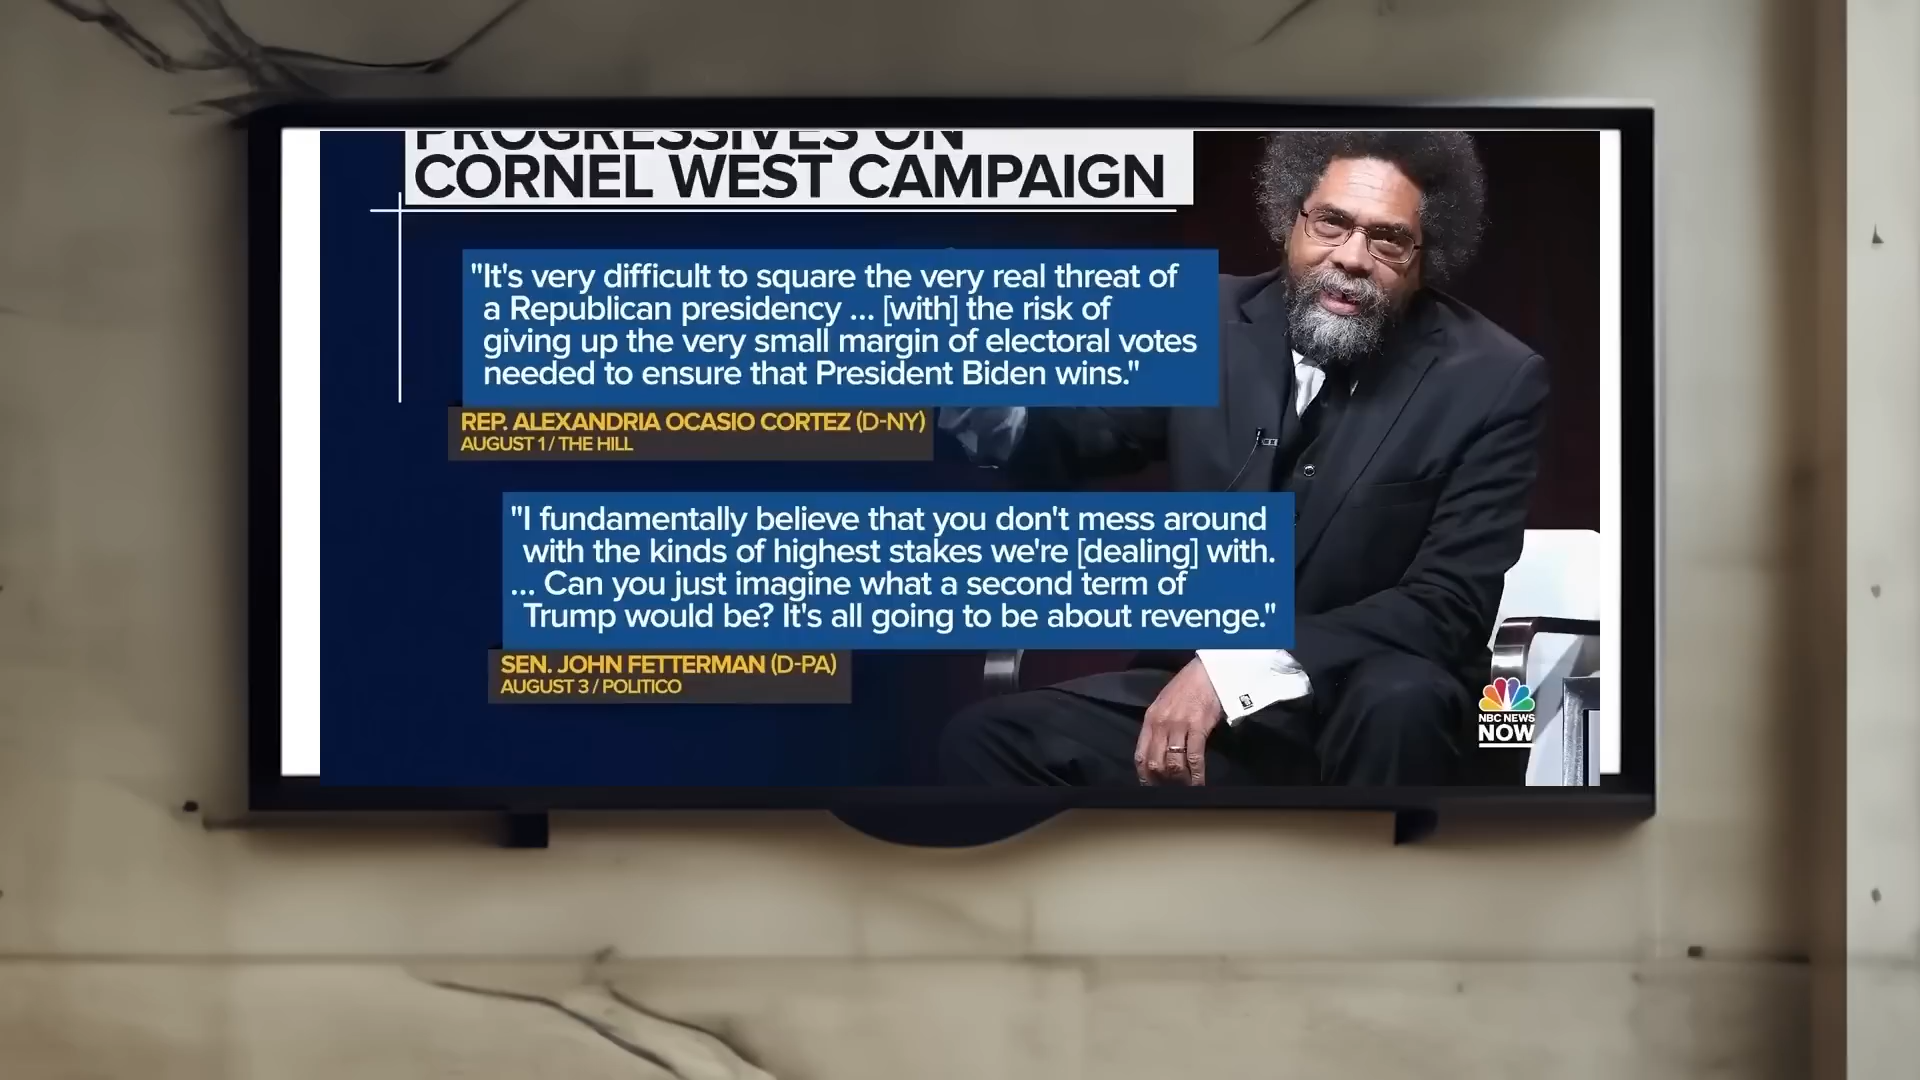 PROGRESSIVES ON
CORNEL WEST CAMPAIGN
"It's very difficult to square the very real threat of
a Republican presidency ... [with] the risk of
giving up the very small margin of electoral votes
needed to ensure that President Biden wins."
REP. ALEXANDRIA OCASIO CORTEZ (D-NY)
AUGUST 1 / THE HILL
"I fundamentally believe that you don't mess around
with the kinds of highest stakes we're [dealing] with.
... Can you just imagine what a second term of
Trump would be? It's all going to be about revenge."
SEN. JOHN FETTERMAN (D-PA)
AUGUST 3 / POLITICO
NBC NEWS
NOW